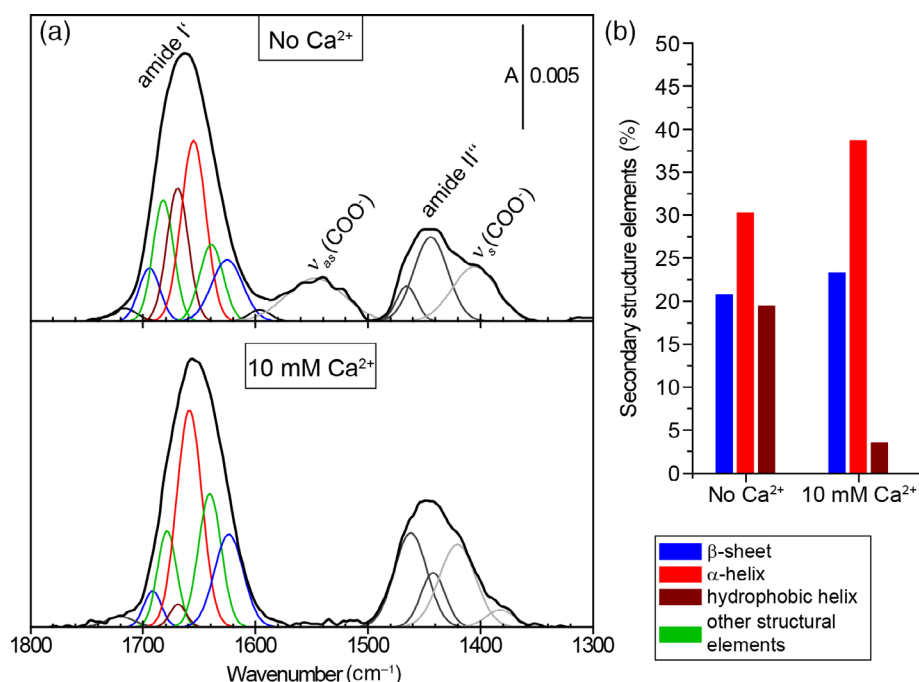 (a)
No Ca²⁺
amide I‘
A 0.005
νas(COO⁻)
amide II“
νs(COO⁻)
10 mM Ca²⁺
1800 1700 1600 1500 1400 1300
Wavenumber (cm⁻¹)
(b)
Secondary structure elements (%)
50
45
40
35
30
25
20
15
10
5
0
No Ca²⁺ 10 mM Ca²⁺
β-sheet
α-helix
hydrophobic helix
other structural
elements